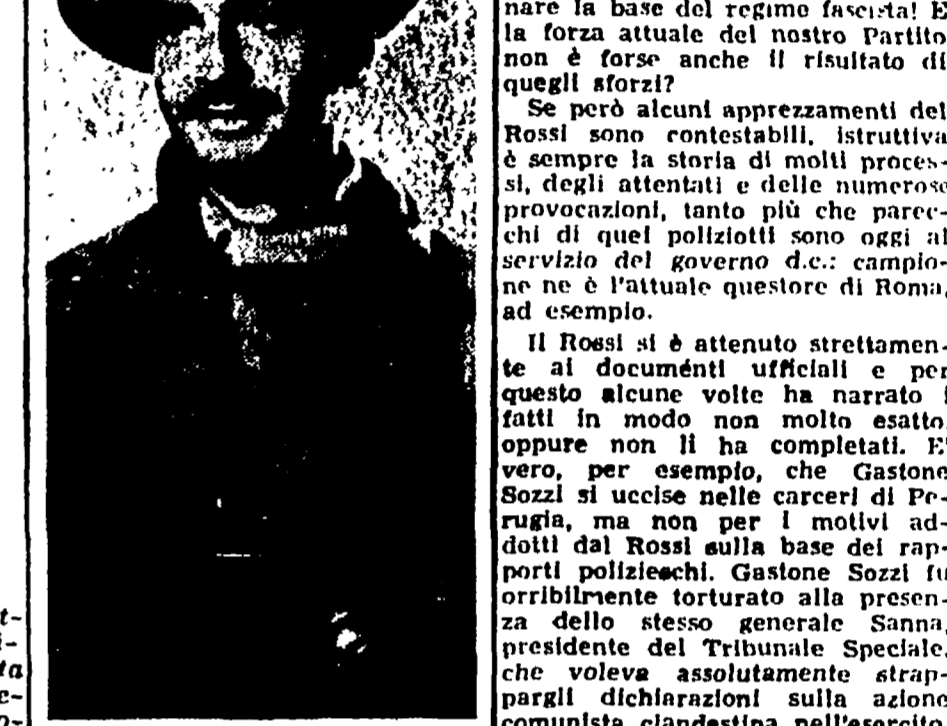 nare la base del regime fascista! E
la forza attuale del nostro Partito
non è forse anche il risultato di
quegli sforzi?
Se però alcuni apprezzamenti del
Rossi sono contestabili, istruttiva
è sempre la storia di molti proces-
si, degli attentati e delle numerose
provocazioni, tanto più che parec-
chi di quei poliziotti sono oggi al
servizio del governo d.c.: campio-
ne ne è l'attuale questore di Roma,
ad esempio.
Il Rossi si è attenuto strettamen-
te ai documénti ufficiali e per
questo alcune volte ha narrato i
fatti in modo non molto esatto,
oppure non li ha completati. E'
vero, per esempio, che Gastone
Sozzi si uccise nelle carceri di Pe-
rugia, ma non per i motivi ad-
dotti dal Rossi sulla base dei rap-
porti polizieschi. Gastone Sozzi fu
orribilmente torturato alla presen-
za dello stesso generale Sanna,
presidente del Tribunale Speciale,
che voleva assolutamente strap-
pargli dichiarazioni sulla azione
comunista clandestina nell'esercito.